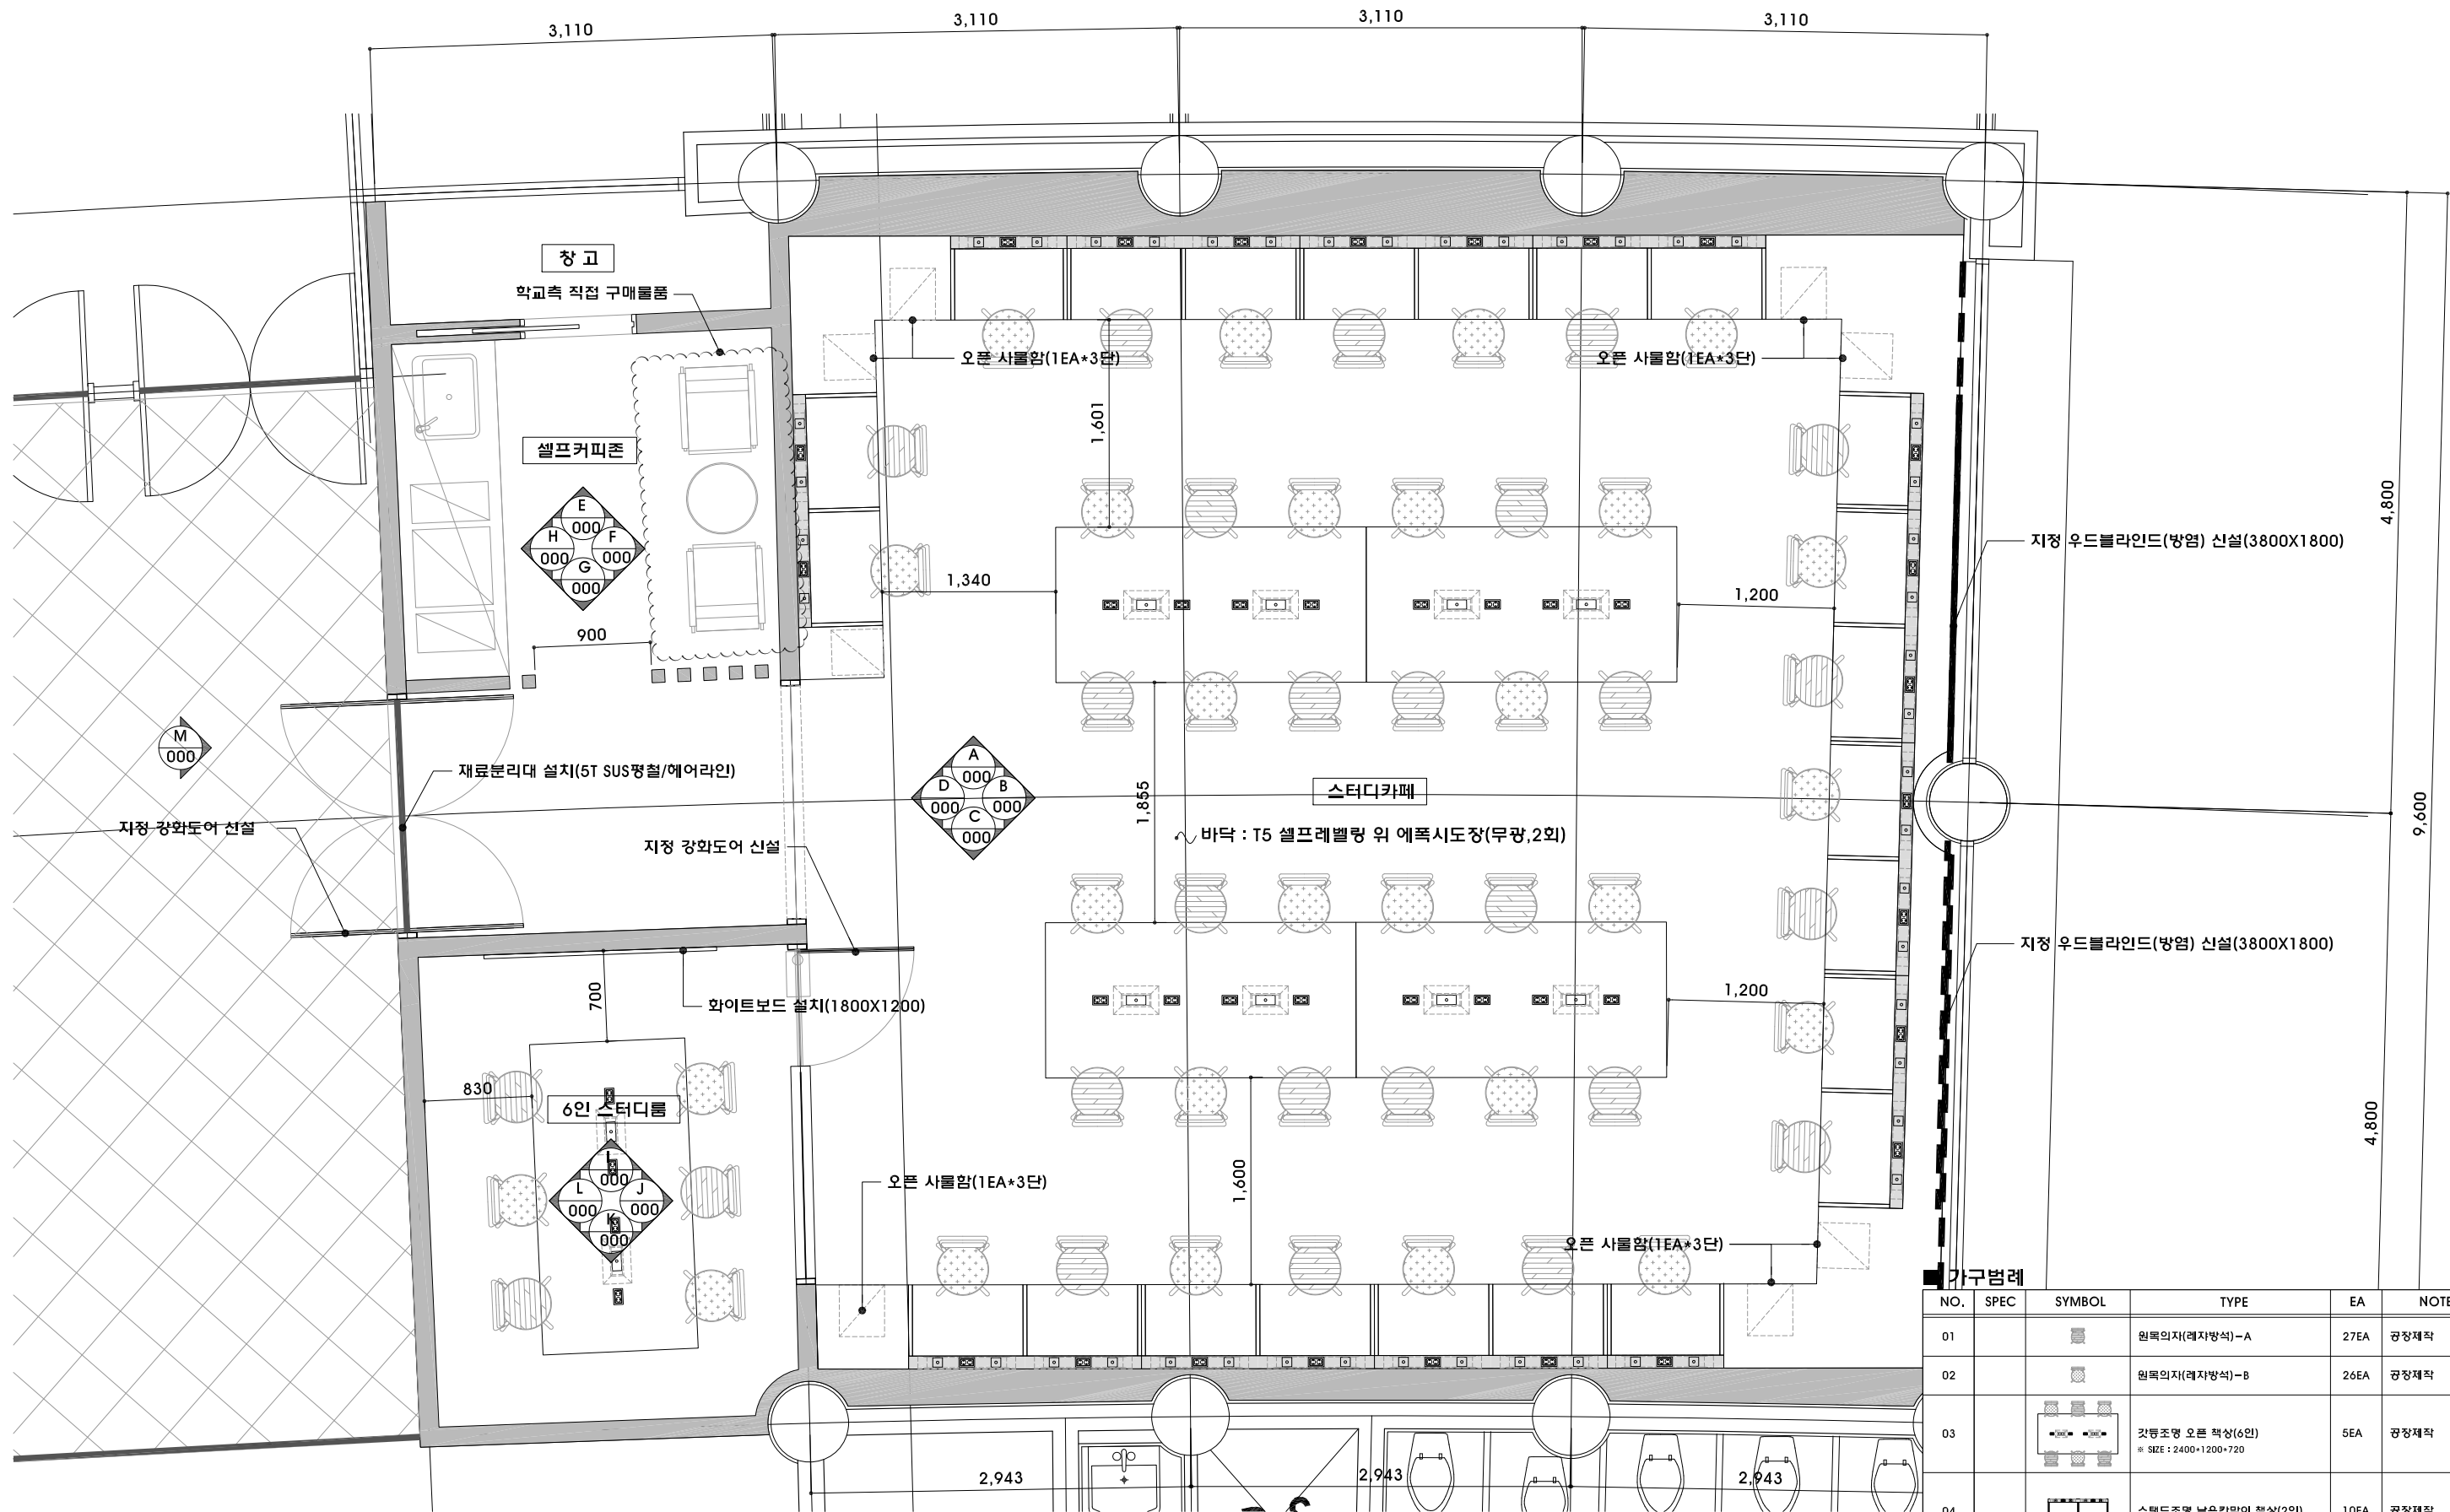 3,110
3,110
3,110
3,110
창 고
학교측 직접 구매물품
오픈 사물함(1EA*3단)
오픈 사물함(1EA*3단)
1,601
셀프커피존
4,800
E
000
H
000
F
000
G
000
지정 우드블라인드(방염) 신설(3800X1800)
1,340
1,200
900
M
000
A
000
D
000
B
000
C
000
재료분리대 설치(5T SUS평철/헤어라인)
스터디카페
1,855
9,600
지정 강화도어 신설
지정 강화도어 신설
바닥 : T5 셀프레벨링 위 에폭시도장(무광,2회)
지정 우드블라인드(방염) 신설(3800X1800)
700
화이트보드 설치(1800X1200)
1,200
830
6인 스터디룸
4,800
000
L
000
J
000
K
000
오픈 사물함(1EA*3단)
1,600
오픈 사물함(1EA*3단)
가구범례
NO. SPEC SYMBOL TYPE EA NOTE
01 원목의자(레자방석)-A 27EA 공장제작
02 원목의자(레자방석)-B 26EA 공장제작
03 갓등조명 오픈 책상(6인) 5EA 공장제작
※ SIZE : 2400*1200*720
2,943
2,943
2,943